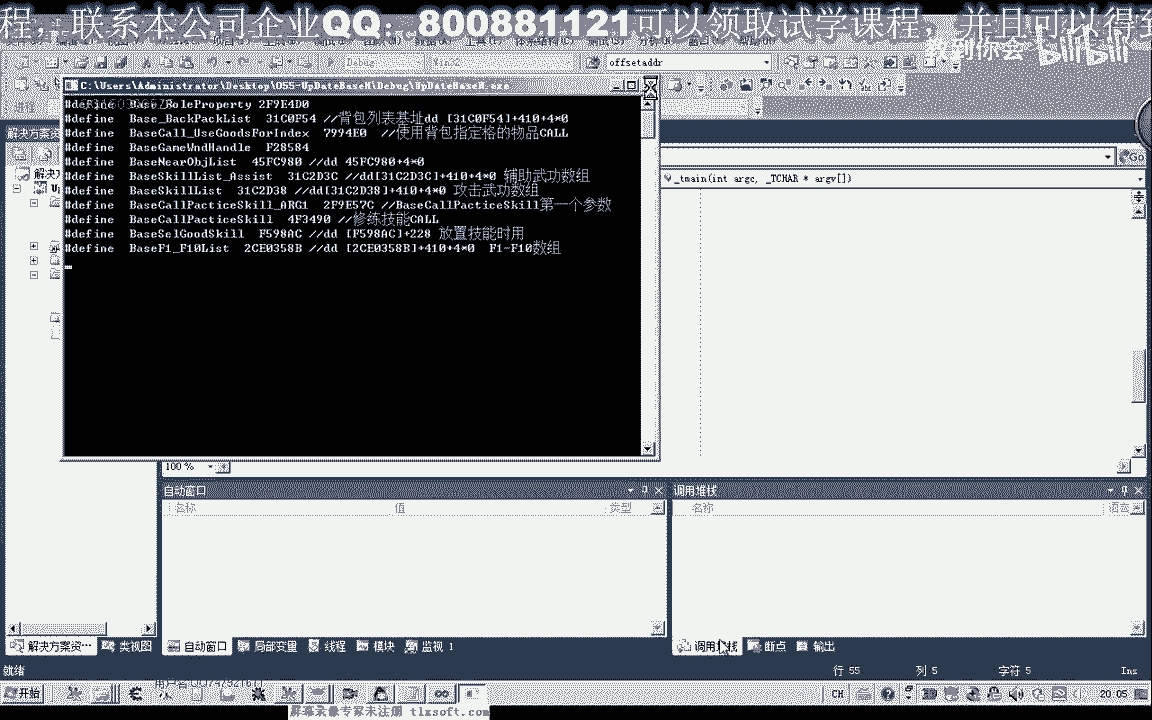 程，联系本公司企业QQ：800881121可以领取试学课程，并且可以得到
教到你会 bilibili
Debug Win32 offsetaddr
C:\Users\Administrator\Desktop\055-UpDateBaseH\Debug\UpDateBaseH.exe
解决方案资
#define Base_RoleProperty 2F9E4D0
#define Base_BackPackList 31C0F54 //背包列表基址dd [31C0F54]+410+4*0
#define BaseCall_UseGoodsForIndex 7994E0 //使用背包指定格的物品CALL
#define BaseGameWndHandle F28584
#define BaseNearObjList 45FC980 //dd 45FC980+4*0
#define BaseSkillList_Assist 31C2D3C //dd[31C2D3C]+410+4*0 辅助武功数组
#define BaseSkillList 31C2D38 //dd[31C2D38]+410+4*0 攻击武功数组
#define BaseCallPacticeSkill_ARG1 2F9E57C //BaseCallPacticeSkill第一个参数
#define BaseCallPacticeSkill 4F3490 //修练技能CALL
#define BaseSelGoodSkill F598AC //dd [F598AC]+228 放置技能时用
#define BaseF1_F10List 2CE0358B //dd [2CE0358B]+410+4*0 F1-F10数组
Go
_tmain(int argc, _TCHAR * argv[])
解决方
100 %
自动窗口
名称 值 类型
调用堆栈
名称 语言
解决方案资… 类视图 自动窗口 局部变量 线程 模块 监视 1 调用堆栈 断点 输出
就绪 行 55 列 5 字符 5 Ins
开始 CH 20:05
屏幕录像专家未注册 tlxsoft.com